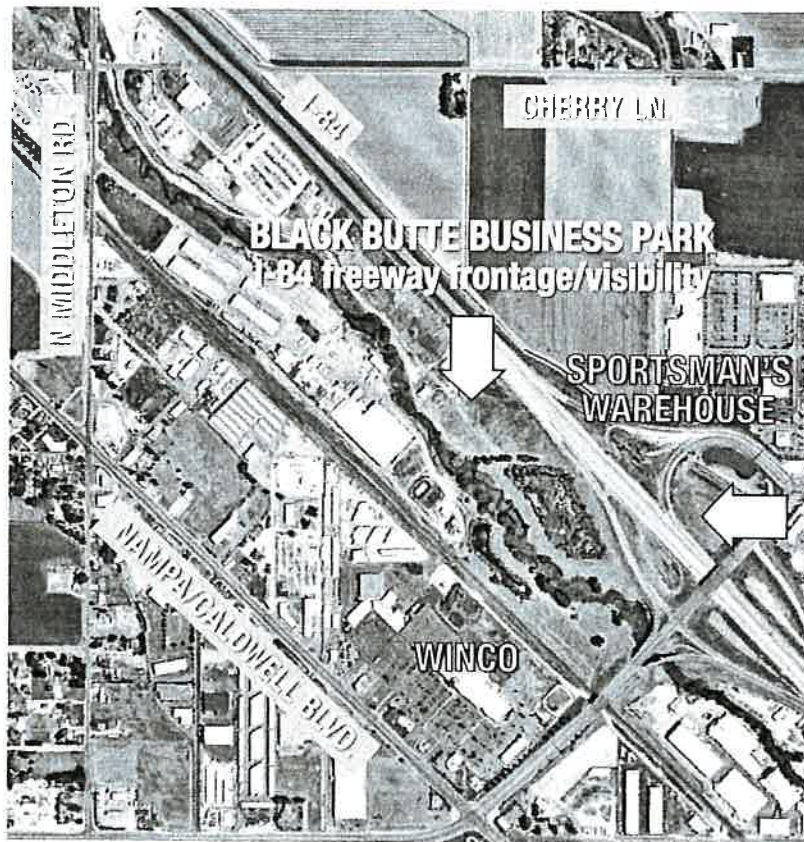 I-84
CHERRY LN
N MIDDLETON RD
BLACK BUTTE BUSINESS PARK
I-84 freeway frontage/visibility
SPORTSMAN'S
WAREHOUSE
NAMPA/CALDWELL BLVD
WINCO